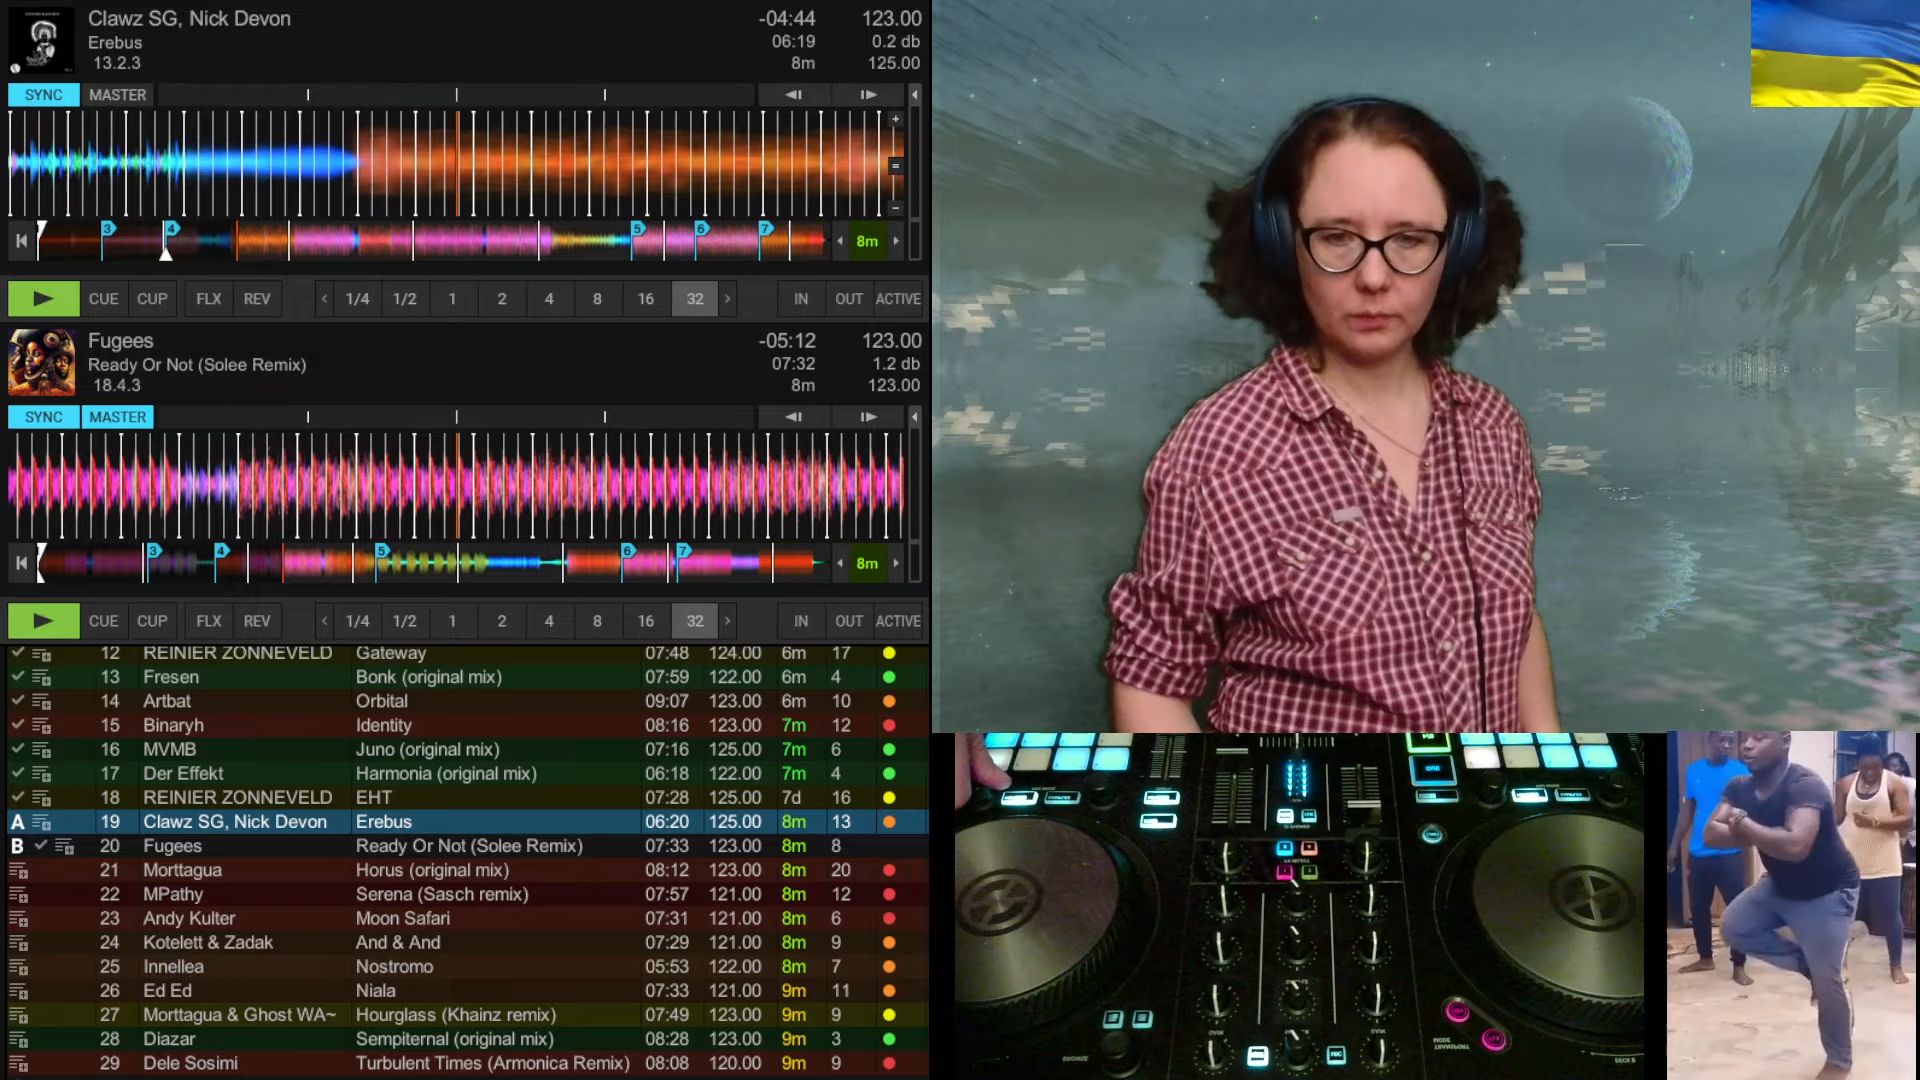 Clawz SG, Nick Devon -04:44 123.00
Erebus 06:19 0.2 db
13.2.3 8m 125.00
SYNC MASTER
3 4 5 6 7 8m
CUE CUP FLX REV 1/4 1/2 1 2 4 8 16 32 IN OUT ACTIVE
Fugees -05:12 123.00
Ready Or Not (Solee Remix) 07:32 1.2 db
18.4.3 8m 123.00
SYNC MASTER
3 4 5 6 7 8m
CUE CUP FLX REV 1/4 1/2 1 2 4 8 16 32 IN OUT ACTIVE
12 REINIER ZONNEVELD Gateway 07:48 124.00 6m 17
13 Fresen Bonk (original mix) 07:59 122.00 6m 4
14 Artbat Orbital 09:07 123.00 6m 10
15 Binaryh Identity 08:16 123.00 7m 12
16 MVMB Juno (original mix) 07:16 125.00 7m 6
17 Der Effekt Harmonia (original mix) 06:18 122.00 7m 4
18 REINIER ZONNEVELD EHT 07:28 125.00 7d 16
A 19 Clawz SG, Nick Devon Erebus 06:20 125.00 8m 13
B 20 Fugees Ready Or Not (Solee Remix) 07:33 123.00 8m 8
21 Morttagua Horus (original mix) 08:12 123.00 8m 20
22 MPathy Serena (Sasch remix) 07:57 121.00 8m 12
23 Andy Kulter Moon Safari 07:31 121.00 8m 6
24 Kotelett & Zadak And & And 07:29 121.00 8m 9
25 Innellea Nostromo 05:53 122.00 8m 7
26 Ed Ed Niala 07:33 121.00 9m 11
27 Morttagua & Ghost WA~ Hourglass (Khainz remix) 07:49 123.00 9m 9
28 Diazar Sempiternal (original mix) 08:28 123.00 9m 3
29 Dele Sosimi Turbulent Times (Armonica Remix) 08:08 120.00 9m 9
MODE
TRANSPORT
BROWSE
DECK B